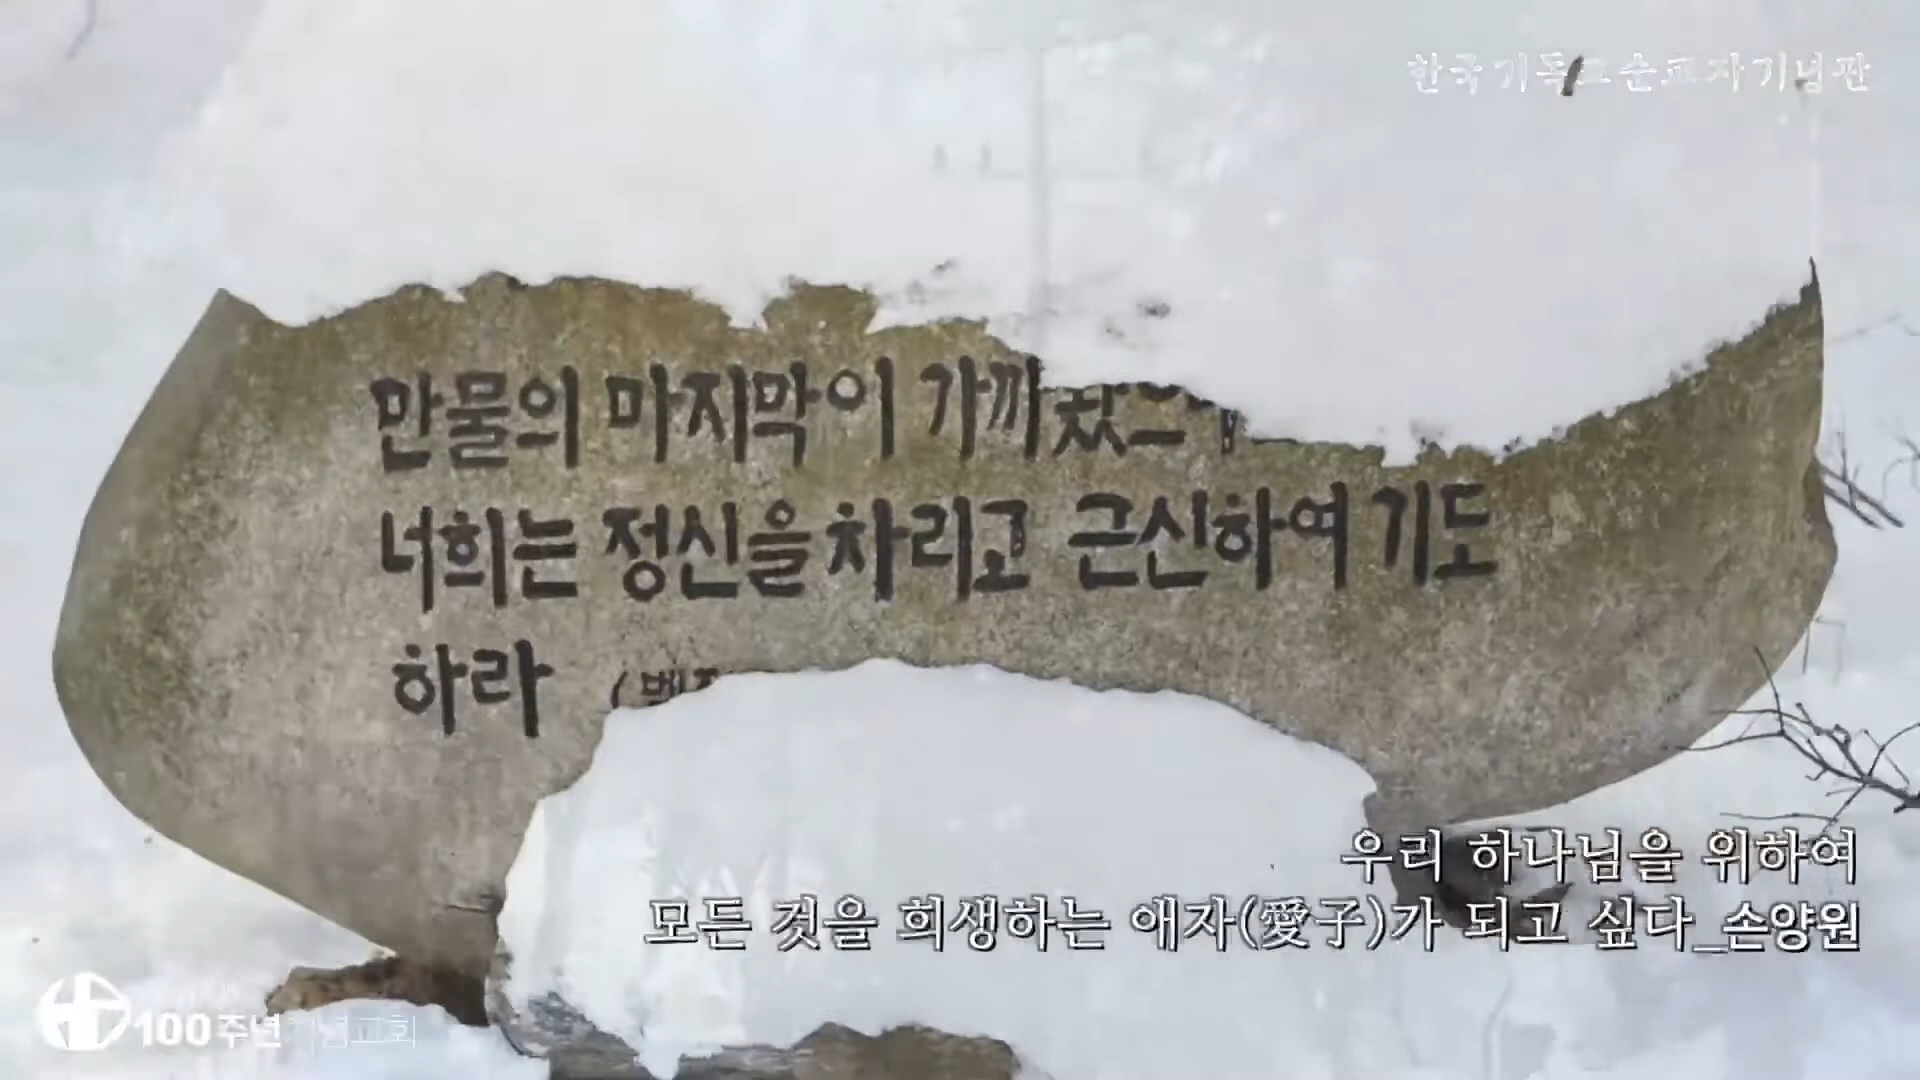 한국기독교순교자기념관
만물의 마지막이 가까
너희는 정신을 차리고 근신하여 기도
하라 (벧
우리 하나님을 위하여
모든 것을 희생하는 애자(愛子)가 되고 싶다_손양원
100주년기념교회